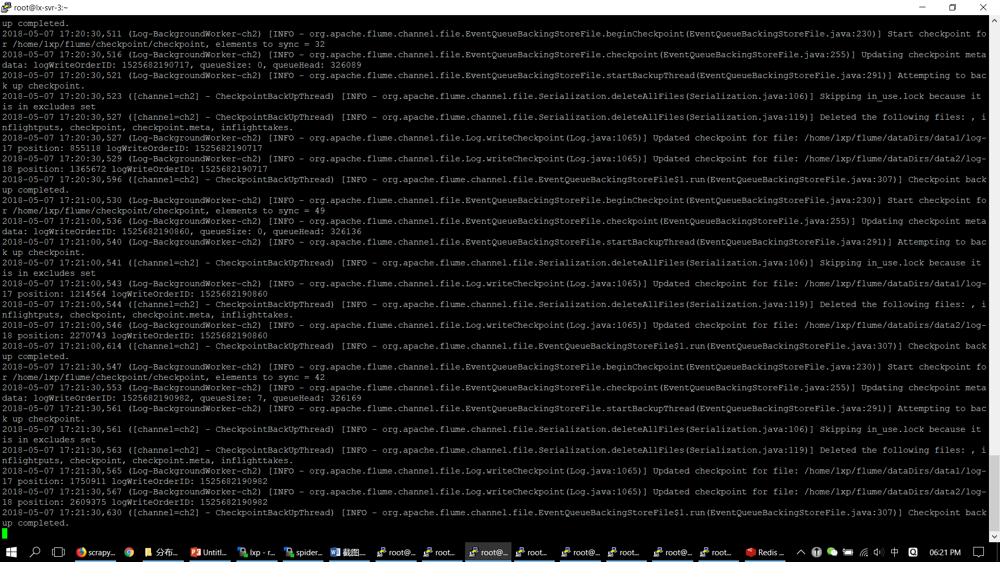 root@lx-svr-3:~
up completed.
2018-05-07 17:20:30,511 (Log-BackgroundWorker-ch2) [INFO - org.apache.flume.channel.file.EventQueueBackingStoreFile.beginCheckpoint(EventQueueBackingStoreFile.java:230)] Start checkpoint fo
r /home/lxp/flume/checkpoint/checkpoint, elements to sync = 32
2018-05-07 17:20:30,516 (Log-BackgroundWorker-ch2) [INFO - org.apache.flume.channel.file.EventQueueBackingStoreFile.checkpoint(EventQueueBackingStoreFile.java:255)] Updating checkpoint meta
data: logWriteOrderID: 1525682190717, queueSize: 0, queueHead: 326089
2018-05-07 17:20:30,521 (Log-BackgroundWorker-ch2) [INFO - org.apache.flume.channel.file.EventQueueBackingStoreFile.startBackupThread(EventQueueBackingStoreFile.java:291)] Attempting to bac
k up checkpoint.
2018-05-07 17:20:30,523 ([channel=ch2] - CheckpointBackUpThread) [INFO - org.apache.flume.channel.file.Serialization.deleteAllFiles(Serialization.java:106)] Skipping in_use.lock because it
is in excludes set
2018-05-07 17:20:30,527 ([channel=ch2] - CheckpointBackUpThread) [INFO - org.apache.flume.channel.file.Serialization.deleteAllFiles(Serialization.java:119)] Deleted the following files: , i
nflightputs, checkpoint, checkpoint.meta, inflighttakes.
2018-05-07 17:20:30,527 (Log-BackgroundWorker-ch2) [INFO - org.apache.flume.channel.file.Log.writeCheckpoint(Log.java:1065)] Updated checkpoint for file: /home/lxp/flume/dataDirs/data1/log-
17 position: 855118 logWriteOrderID: 1525682190717
2018-05-07 17:20:30,529 (Log-BackgroundWorker-ch2) [INFO - org.apache.flume.channel.file.Log.writeCheckpoint(Log.java:1065)] Updated checkpoint for file: /home/lxp/flume/dataDirs/data2/log-
18 position: 1365672 logWriteOrderID: 1525682190717
2018-05-07 17:20:30,596 ([channel=ch2] - CheckpointBackUpThread) [INFO - org.apache.flume.channel.file.EventQueueBackingStoreFile$1.run(EventQueueBackingStoreFile.java:307)] Checkpoint back
up completed.
2018-05-07 17:21:00,530 (Log-BackgroundWorker-ch2) [INFO - org.apache.flume.channel.file.EventQueueBackingStoreFile.beginCheckpoint(EventQueueBackingStoreFile.java:230)] Start checkpoint fo
r /home/lxp/flume/checkpoint/checkpoint, elements to sync = 49
2018-05-07 17:21:00,536 (Log-BackgroundWorker-ch2) [INFO - org.apache.flume.channel.file.EventQueueBackingStoreFile.checkpoint(EventQueueBackingStoreFile.java:255)] Updating checkpoint meta
data: logWriteOrderID: 1525682190860, queueSize: 0, queueHead: 326136
2018-05-07 17:21:00,540 (Log-BackgroundWorker-ch2) [INFO - org.apache.flume.channel.file.EventQueueBackingStoreFile.startBackupThread(EventQueueBackingStoreFile.java:291)] Attempting to bac
k up checkpoint.
2018-05-07 17:21:00,541 ([channel=ch2] - CheckpointBackUpThread) [INFO - org.apache.flume.channel.file.Serialization.deleteAllFiles(Serialization.java:106)] Skipping in_use.lock because it
is in excludes set
2018-05-07 17:21:00,543 (Log-BackgroundWorker-ch2) [INFO - org.apache.flume.channel.file.Log.writeCheckpoint(Log.java:1065)] Updated checkpoint for file: /home/lxp/flume/dataDirs/data1/log-
17 position: 1214564 logWriteOrderID: 1525682190860
2018-05-07 17:21:00,544 ([channel=ch2] - CheckpointBackUpThread) [INFO - org.apache.flume.channel.file.Serialization.deleteAllFiles(Serialization.java:119)] Deleted the following files: , i
nflightputs, checkpoint, checkpoint.meta, inflighttakes.
2018-05-07 17:21:00,546 (Log-BackgroundWorker-ch2) [INFO - org.apache.flume.channel.file.Log.writeCheckpoint(Log.java:1065)] Updated checkpoint for file: /home/lxp/flume/dataDirs/data2/log-
18 position: 2270743 logWriteOrderID: 1525682190860
2018-05-07 17:21:00,614 ([channel=ch2] - CheckpointBackUpThread) [INFO - org.apache.flume.channel.file.EventQueueBackingStoreFile$1.run(EventQueueBackingStoreFile.java:307)] Checkpoint back
up completed.
2018-05-07 17:21:30,547 (Log-BackgroundWorker-ch2) [INFO - org.apache.flume.channel.file.EventQueueBackingStoreFile.beginCheckpoint(EventQueueBackingStoreFile.java:230)] Start checkpoint fo
r /home/lxp/flume/checkpoint/checkpoint, elements to sync = 42
2018-05-07 17:21:30,553 (Log-BackgroundWorker-ch2) [INFO - org.apache.flume.channel.file.EventQueueBackingStoreFile.checkpoint(EventQueueBackingStoreFile.java:255)] Updating checkpoint meta
data: logWriteOrderID: 1525682190982, queueSize: 7, queueHead: 326169
2018-05-07 17:21:30,561 (Log-BackgroundWorker-ch2) [INFO - org.apache.flume.channel.file.EventQueueBackingStoreFile.startBackupThread(EventQueueBackingStoreFile.java:291)] Attempting to bac
k up checkpoint.
2018-05-07 17:21:30,561 ([channel=ch2] - CheckpointBackUpThread) [INFO - org.apache.flume.channel.file.Serialization.deleteAllFiles(Serialization.java:106)] Skipping in_use.lock because it
is in excludes set
2018-05-07 17:21:30,563 ([channel=ch2] - CheckpointBackUpThread) [INFO - org.apache.flume.channel.file.Serialization.deleteAllFiles(Serialization.java:119)] Deleted the following files: , i
nflightputs, checkpoint, checkpoint.meta, inflighttakes.
2018-05-07 17:21:30,565 (Log-BackgroundWorker-ch2) [INFO - org.apache.flume.channel.file.Log.writeCheckpoint(Log.java:1065)] Updated checkpoint for file: /home/lxp/flume/dataDirs/data1/log-
17 position: 1750911 logWriteOrderID: 1525682190982
2018-05-07 17:21:30,567 (Log-BackgroundWorker-ch2) [INFO - org.apache.flume.channel.file.Log.writeCheckpoint(Log.java:1065)] Updated checkpoint for file: /home/lxp/flume/dataDirs/data2/log-
18 position: 2609375 logWriteOrderID: 1525682190982
2018-05-07 17:21:30,630 ([channel=ch2] - CheckpointBackUpThread) [INFO - org.apache.flume.channel.file.EventQueueBackingStoreFile$1.run(EventQueueBackingStoreFile.java:307)] Checkpoint back
up completed.
scrapy... 分布... Untitl... lxp - r... spider... 截图.... root@... root... root@... root... root@... root... root@... root... Redis ... 中 06:21 PM